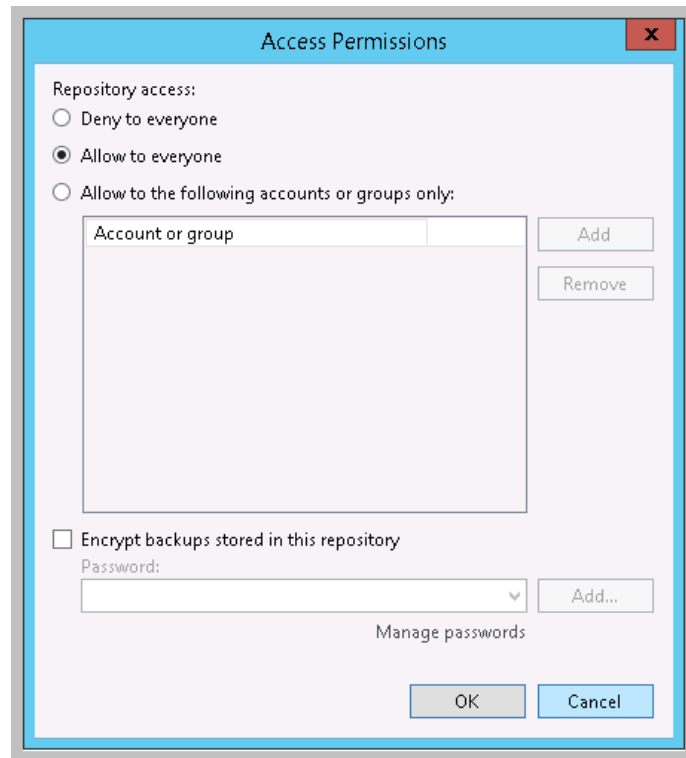 Access Permissions
x
Repository access:
Deny to everyone
Allow to everyone
Allow to the following accounts or groups only:
Account or group
Add
Remove
Encrypt backups stored in this repository
Password:
Add...
Manage passwords
OK
Cancel